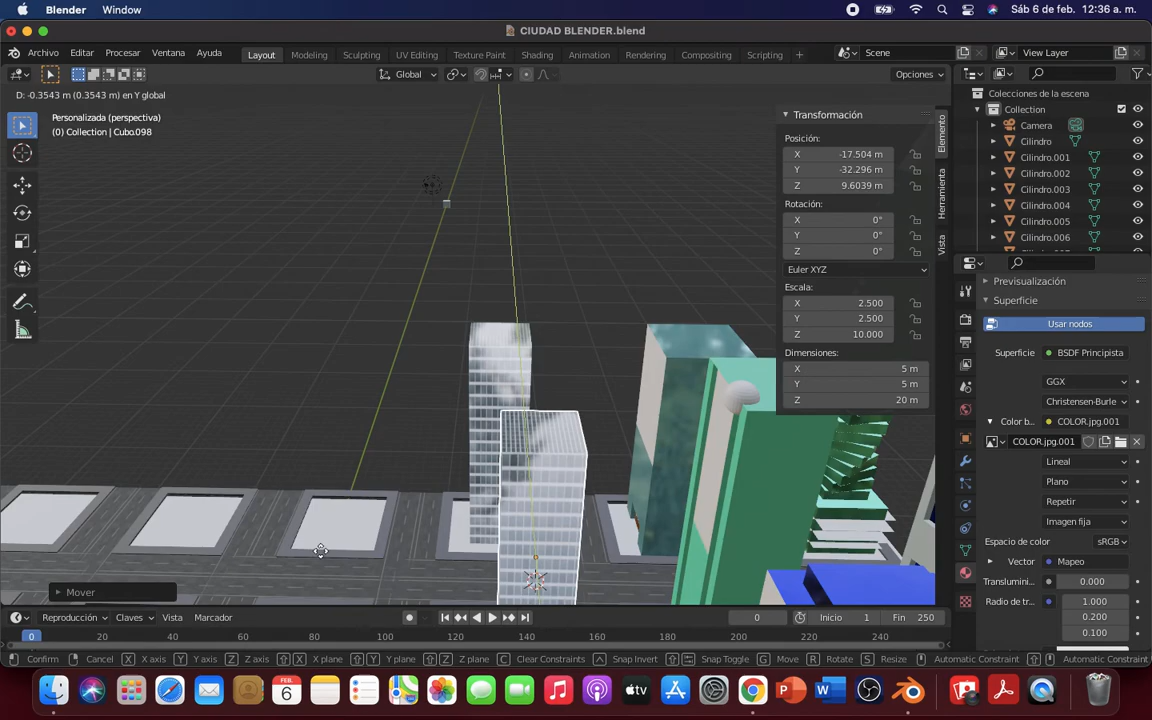 Blender Window Sáb 6 de feb. 12:36 a. m.
CIUDAD BLENDER.blend
Archivo Editar Procesar Ventana Ayuda Layout Modeling Sculpting UV Editing Texture Paint Shading Animation Rendering Compositing Scripting + Scene View Layer
Global Opciones
D: -0.3543 m (0.3543 m) en Y global
Personalizada (perspectiva)
(0) Collection | Cubo.098
Transformación
Posición:
X -17.504 m
Y -32.296 m
Z 9.6039 m
Rotación:
X 0°
Y 0°
Z 0°
Euler XYZ
Escala:
X 2.500
Y 2.500
Z 10.000
Dimensiones:
X 5 m
Y 5 m
Z 20 m
Elemento
Herramienta
Vista
Colecciones de la escena
Collection
Camera
Cilindro
Cilindro.001
Cilindro.002
Cilindro.003
Cilindro.004
Cilindro.005
Cilindro.006
Previsualización
Superficie
Usar nodos
Superficie BSDF Principista
GGX
Christensen-Burle
Color b... COLOR.jpg.001
COLOR.jpg.001
Lineal
Plano
Repetir
Imagen fija
Espacio de color sRGB
Vector Mapeo
Translumini... 0.000
Radio de tr... 1.000
0.200
0.100
Mover
Reproducción Claves Vista Marcador 0 Inicio 1 Fin 250
0 20 40 60 80 100 120 140 160 180 200 220 240
Confirm Cancel X X axis Y Y axis Z Z axis X X plane Y Y plane Z Z plane C Clear Constraints Snap Invert Snap Toggle G Move R Rotate S Resize Automatic Constraint Automatic Constraint
FEB.
6